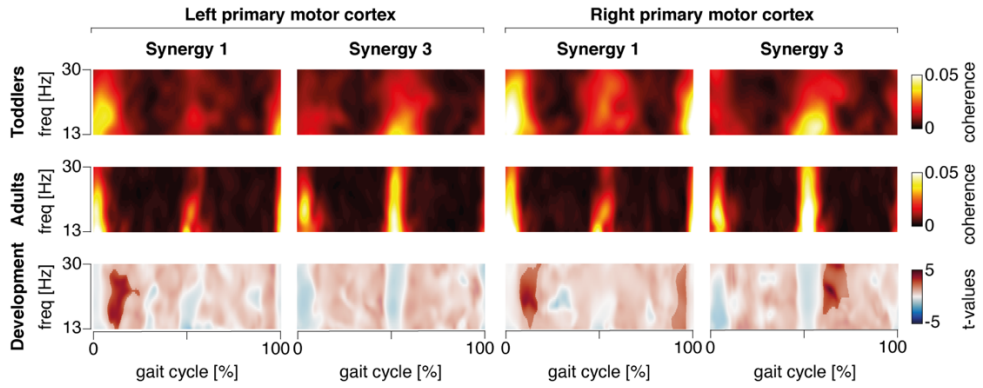 Left primary motor cortex Right primary motor cortex
Synergy 1 Synergy 3 Synergy 1 Synergy 3
Toddlers freq [Hz] 30 13 0.05 0 coherence
Adults freq [Hz] 30 13 0.05 0 coherence
Development freq [Hz] 30 13 5 -5 t-values
0 100 0 100 0 100 0 100
gait cycle [%] gait cycle [%] gait cycle [%] gait cycle [%]